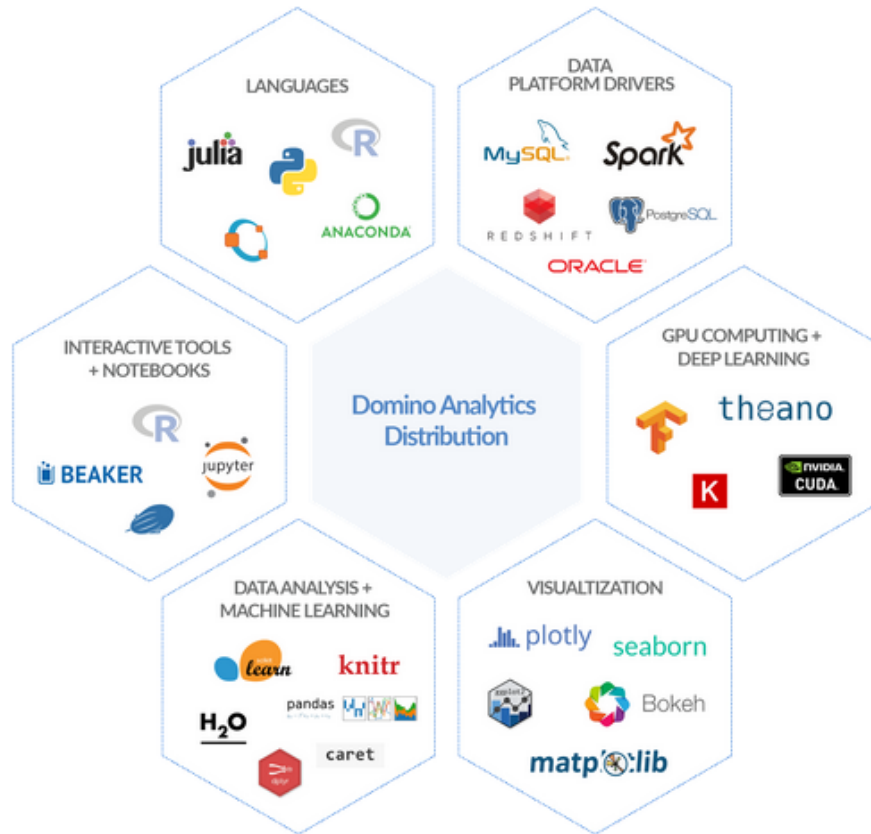 LANGUAGES
julia
R
ANACONDA
DATA
PLATFORM DRIVERS
MySQL
Spark
REDSHIFT
PostgreSQL
ORACLE
INTERACTIVE TOOLS
+ NOTEBOOKS
R
BEAKER
jupyter
Domino Analytics
Distribution
GPU COMPUTING +
DEEP LEARNING
theano
K
NVIDIA.
CUDA.
DATA ANALYSIS +
MACHINE LEARNING
learn
knitr
pandas
H2O
caret
dplyr
VISUALTIZATION
plotly
seaborn
ggplot2
Bokeh
matplotlib